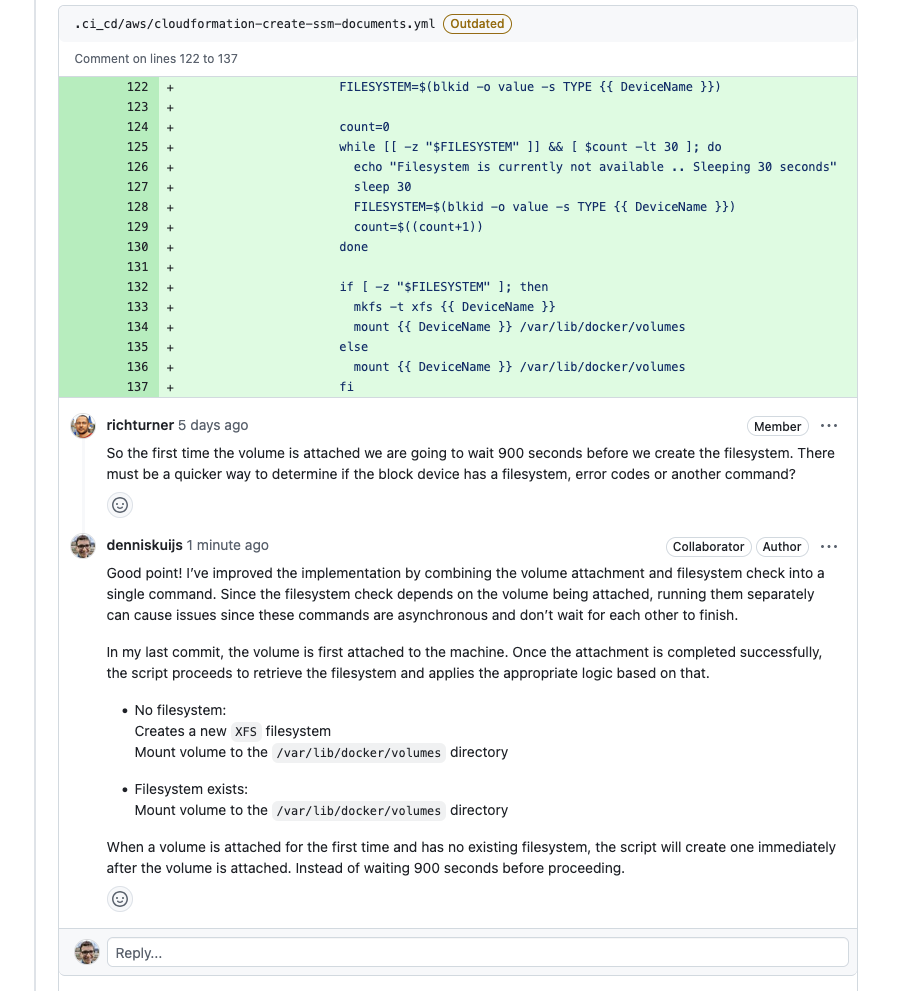 .ci_cd/aws/cloudformation-create-ssm-documents.yml Outdated
Comment on lines 122 to 137
122 + FILESYSTEM=$(blkid -o value -s TYPE {{ DeviceName }})
123 +
124 + count=0
125 + while [[ -z "$FILESYSTEM" ]] && [ $count -lt 30 ]; do
126 + echo "Filesystem is currently not available .. Sleeping 30 seconds"
127 + sleep 30
128 + FILESYSTEM=$(blkid -o value -s TYPE {{ DeviceName }})
129 + count=$((count+1))
130 + done
131 +
132 + if [ -z "$FILESYSTEM" ]; then
133 + mkfs -t xfs {{ DeviceName }}
134 + mount {{ DeviceName }} /var/lib/docker/volumes
135 + else
136 + mount {{ DeviceName }} /var/lib/docker/volumes
137 + fi
richturner 5 days ago Member ...
So the first time the volume is attached we are going to wait 900 seconds before we create the filesystem. There
must be a quicker way to determine if the block device has a filesystem, error codes or another command?
denniskuijs 1 minute ago Collaborator Author ...
Good point! I’ve improved the implementation by combining the volume attachment and filesystem check into a
single command. Since the filesystem check depends on the volume being attached, running them separately
can cause issues since these commands are asynchronous and don’t wait for each other to finish.
In my last commit, the volume is first attached to the machine. Once the attachment is completed successfully,
the script proceeds to retrieve the filesystem and applies the appropriate logic based on that.
• No filesystem:
Creates a new XFS filesystem
Mount volume to the /var/lib/docker/volumes directory
• Filesystem exists:
Mount volume to the /var/lib/docker/volumes directory
When a volume is attached for the first time and has no existing filesystem, the script will create one immediately
after the volume is attached. Instead of waiting 900 seconds before proceeding.
Reply...